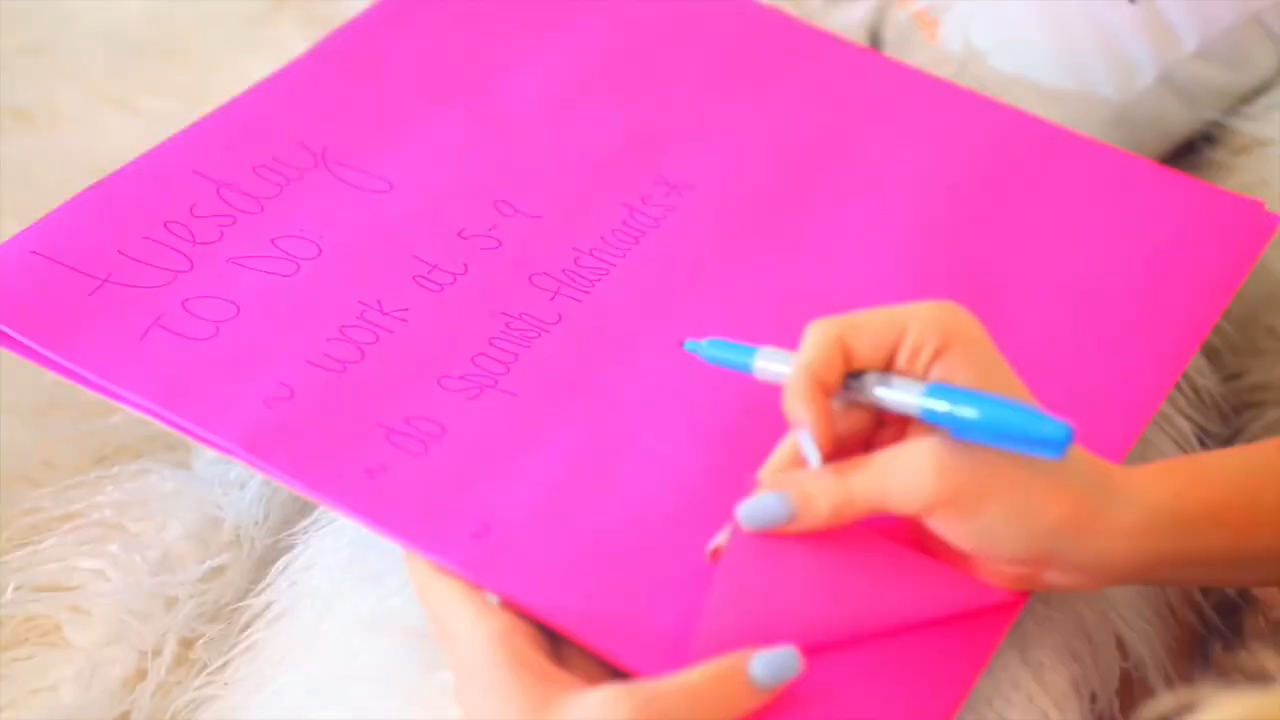 tuesday
TO DO:
~ work at 5-9
~ do spanish flashcards*
~